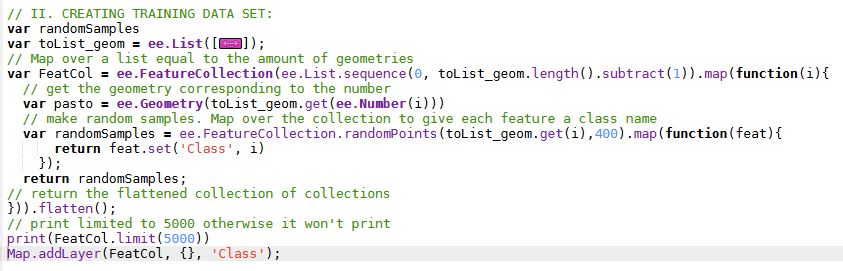 // II. CREATING TRAINING DATA SET:
var randomSamples
var toList_geom = ee.List([]);
// Map over a list equal to the amount of geometries
var FeatCol = ee.FeatureCollection(ee.List.sequence(0, toList_geom.length().subtract(1)).map(function(i){
// get the geometry corresponding to the number
var pasto = ee.Geometry(toList_geom.get(ee.Number(i)))
// make random samples. Map over the collection to give each feature a class name
var randomSamples = ee.FeatureCollection.randomPoints(toList_geom.get(i),400).map(function(feat){
return feat.set('Class', i)
});
return randomSamples;
// return the flattened collection of collections
})).flatten();
// print limited to 5000 otherwise it won't print
print(FeatCol.limit(5000))
Map.addLayer(FeatCol, {}, 'Class');